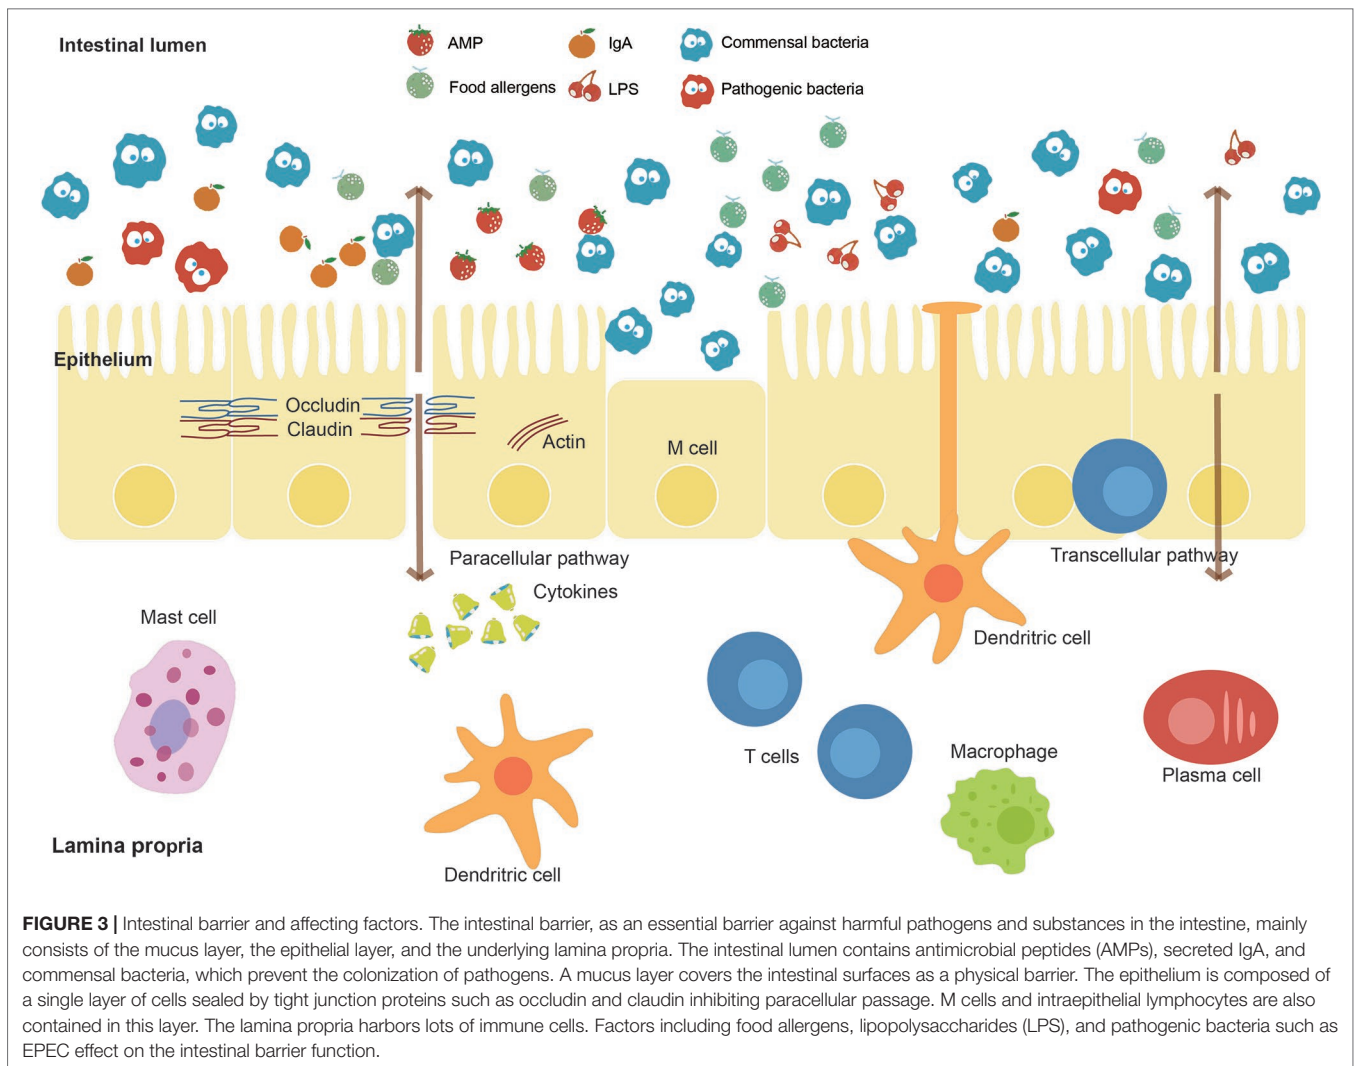 Intestinal lumen
AMP
IgA
Commensal bacteria
Food allergens
LPS
Pathogenic bacteria
Epithelium
Occludin
Claudin
Actin
M cell
Paracellular pathway
Transcellular pathway
Cytokines
Mast cell
Dendritric cell
T cells
Macrophage
Plasma cell
Lamina propria
Dendritric cell
FIGURE 3 | Intestinal barrier and affecting factors. The intestinal barrier, as an essential barrier against harmful pathogens and substances in the intestine, mainly
consists of the mucus layer, the epithelial layer, and the underlying lamina propria. The intestinal lumen contains antimicrobial peptides (AMPs), secreted IgA, and
commensal bacteria, which prevent the colonization of pathogens. A mucus layer covers the intestinal surfaces as a physical barrier. The epithelium is composed of
a single layer of cells sealed by tight junction proteins such as occludin and claudin inhibiting paracellular passage. M cells and intraepithelial lymphocytes are also
contained in this layer. The lamina propria harbors lots of immune cells. Factors including food allergens, lipopolysaccharides (LPS), and pathogenic bacteria such as
EPEC effect on the intestinal barrier function.